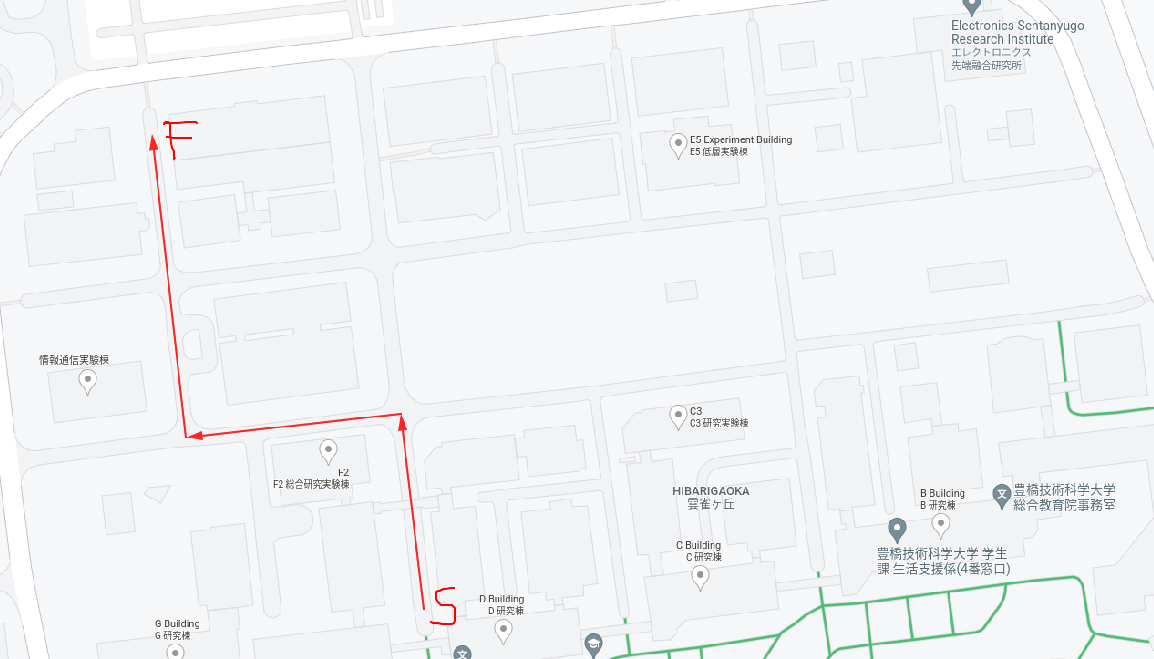 Electronics Sentanyugo
Research Institute
エレクトロニクス
先端融合研究所
F
E5 Experiment Building
E5 低層実験棟
情報通信実験棟
C3
C3 研究実験棟
F2
F2 総合研究実験棟
HIBARIGAOKA
雲雀ケ丘
B Building
B 研究棟
豊橋技術科学大学
総合教育院事務室
C Building
C 研究棟
豊橋技術科学大学 学生
課 生活支援係(4番窓口)
S
D Building
D 研究棟
G Building
G 研究棟
文
文
文